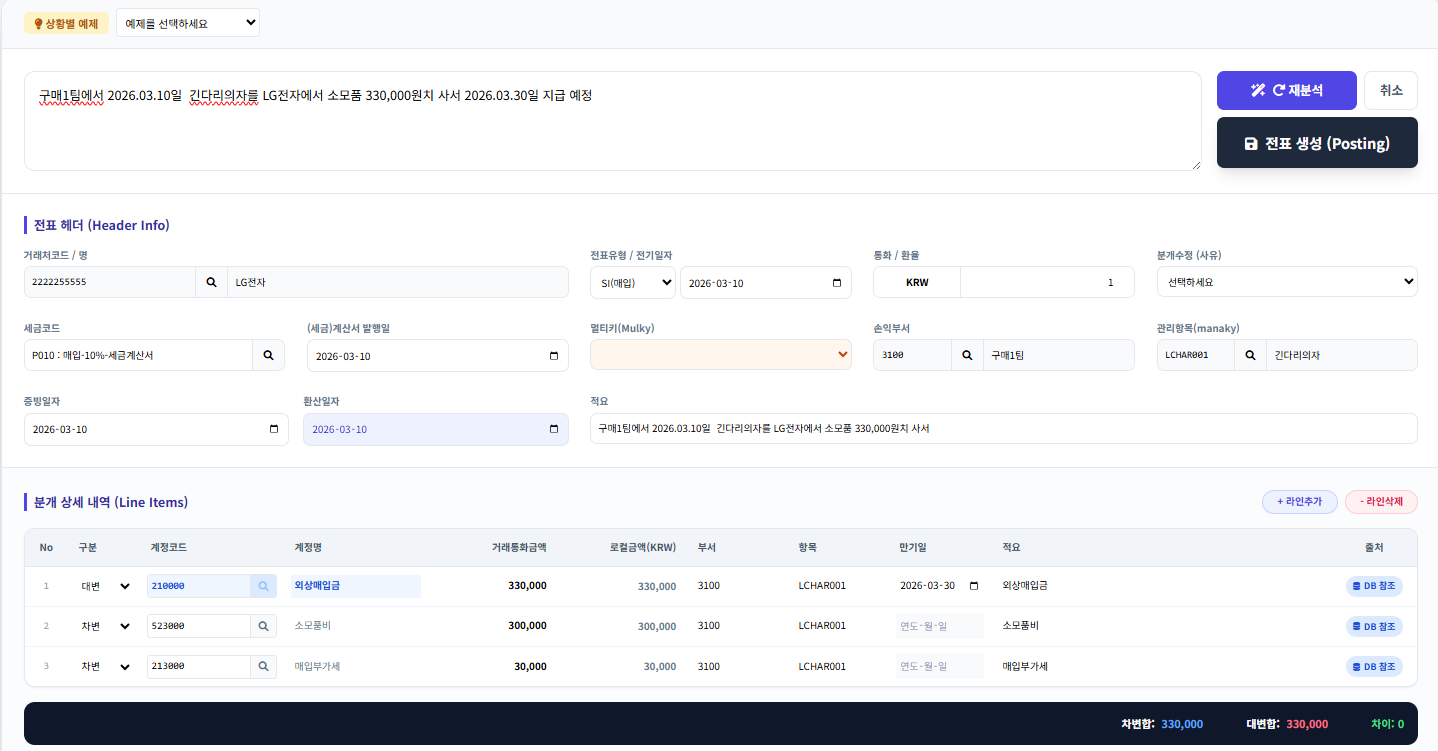 상황별 예제 예제를 선택하세요
구매1팀에서 2026.03.10일  긴다리의자를 LG전자에서 소모품 330,000원치 사서 2026.03.30일 지급 예정
재분석 취소
전표 생성 (Posting)
전표 헤더 (Header Info)
거래처코드 / 명 전표유형 / 전기일자 통화 / 환율 분개수정 (사유)
2222255555 LG전자 SI(매입) 2026-03-10 KRW 1 선택하세요
세금코드 (세금)계산서 발행일 멀티키(Mulky) 손익부서 관리항목(manaky)
P010 : 매입-10%-세금계산서 2026-03-10 3100 구매1팀 LCHAR001 긴다리의자
증빙일자 환산일자 적요
2026-03-10 2026-03-10 구매1팀에서 2026.03.10일  긴다리의자를 LG전자에서 소모품 330,000원치 사서
분개 상세 내역 (Line Items) + 라인추가 - 라인삭제
No 구분 계정코드 계정명 거래통화금액 로컬금액(KRW) 부서 항목 만기일 적요 출처
1 대변 210000 외상매입금 330,000 330,000 3100 LCHAR001 2026-03-30 외상매입금 DB 참조
2 차변 523000 소모품비 300,000 300,000 3100 LCHAR001 연도-월-일 소모품비 DB 참조
3 차변 213000 매입부가세 30,000 30,000 3100 LCHAR001 연도-월-일 매입부가세 DB 참조
차변합: 330,000 대변합: 330,000 차이: 0